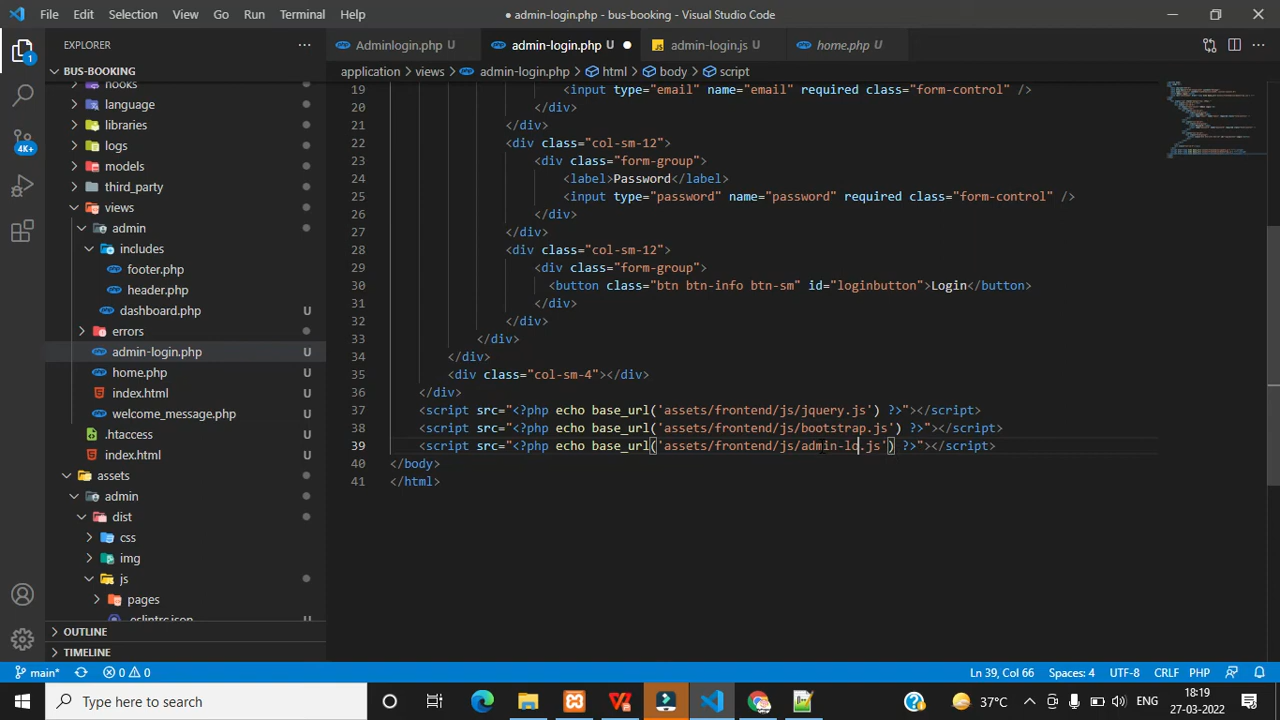 File Edit Selection View Go Run Terminal Help
● admin-login.php - bus-booking - Visual Studio Code
EXPLORER
BUS-BOOKING
hooks
language
libraries
logs
models
third_party
views
admin
includes
footer.php
header.php
dashboard.php U
errors
admin-login.php U
home.php U
index.html
welcome_message.php U
.htaccess
index.html
assets
admin
dist
css
img
js
pages
.eslintrc.json
OUTLINE
TIMELINE
1
4K+
Adminlogin.php U admin-login.php U ● JS admin-login.js U home.php U
application > views > admin-login.php > html > body > script
19 <input type="email" name="email" required class="form-control" />
20 </div>
21 </div>
22 <div class="col-sm-12">
23 <div class="form-group">
24 <label>Password</label>
25 <input type="password" name="password" required class="form-control" />
26 </div>
27 </div>
28 <div class="col-sm-12">
29 <div class="form-group">
30 <button class="btn btn-info btn-sm" id="loginbutton">Login</button>
31 </div>
32 </div>
33 </div>
34 </div>
35 <div class="col-sm-4"></div>
36 </div>
37 <script src="<?php echo base_url('assets/frontend/js/jquery.js') ?>"></script>
38 <script src="<?php echo base_url('assets/frontend/js/bootstrap.js') ?>"></script>
39 <script src="<?php echo base_url('assets/frontend/js/admin-lo.js') ?>"></script>
40 </body>
41 </html>
main* 0 0 Ln 39, Col 66 Spaces: 4 UTF-8 CRLF PHP
Type here to search
37°C ENG 18:19
27-03-2022